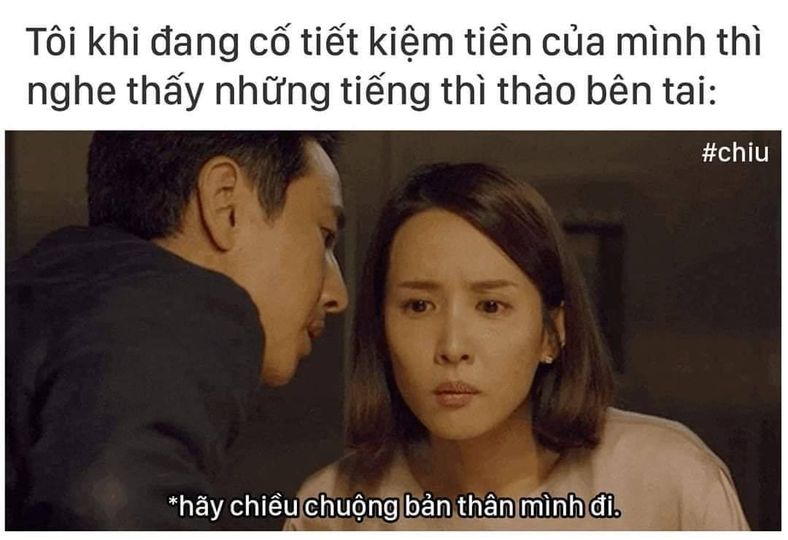 Tôi khi đang cố tiết kiệm tiền của mình thì
nghe thấy những tiếng thì thào bên tai:
#chiu
*hãy chiều chuộng bản thân mình đi.